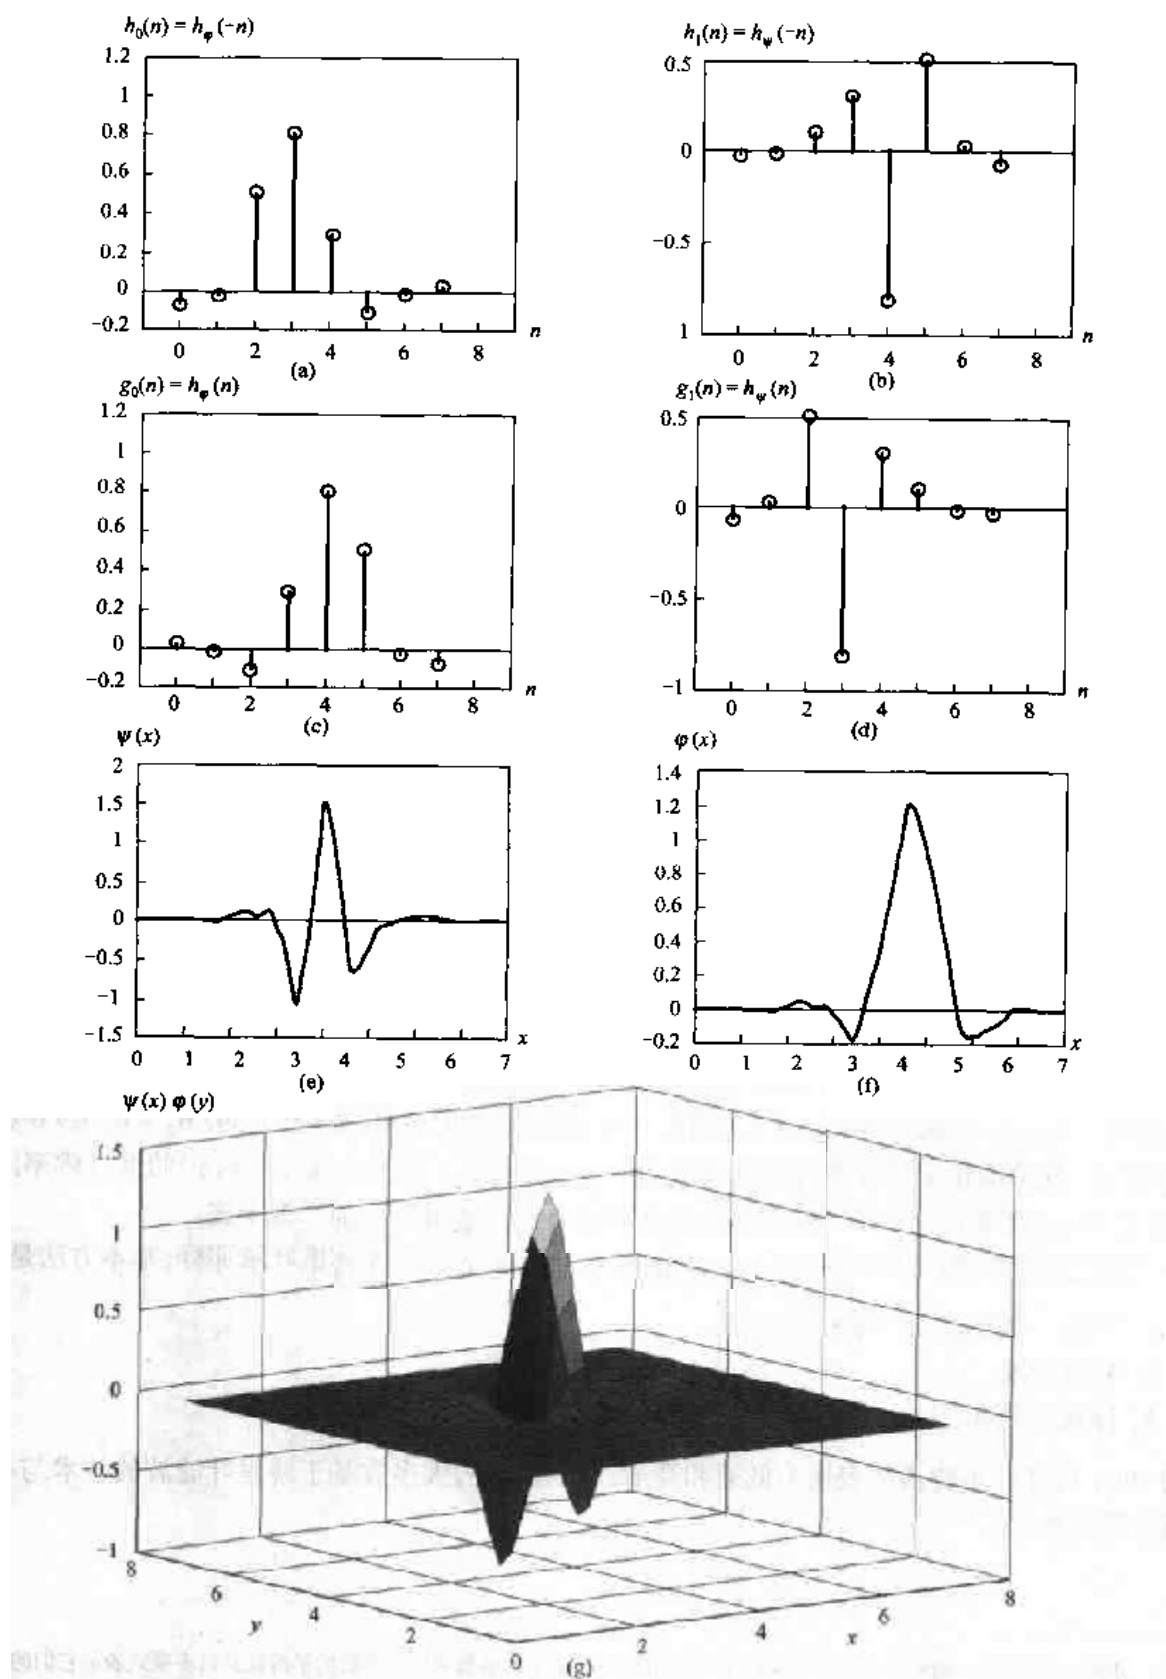 h₀(n) = hφ(−n)
1.2
1
0.8
0.6
0.4
0.2
0
−0.2
0 2 4 6 8
n
(a)
h₁(n) = hψ(−n)
0.5
0
−0.5
1
0 2 4 6 8
n
(b)
g₀(n) = hφ(n)
1.2
1
0.8
0.6
0.4
0.2
0
−0.2
0 2 4 6 8
n
(c)
g₁(n) = hψ(n)
0.5
0
−0.5
−1
0 2 4 6 8
n
(d)
ψ(x)
2
1.5
1
0.5
0
−0.5
−1
−1.5
0 1 2 3 4 5 6 7
x
(e)
φ(x)
1.4
1.2
1
0.8
0.6
0.4
0.2
0
−0.2
0 1 2 3 4 5 6 7
x
(f)
ψ(x) φ(y)
1.5
1
0.5
0
−0.5
−1
8 6 4 2 0
y
2 4 6 8
x
(g)